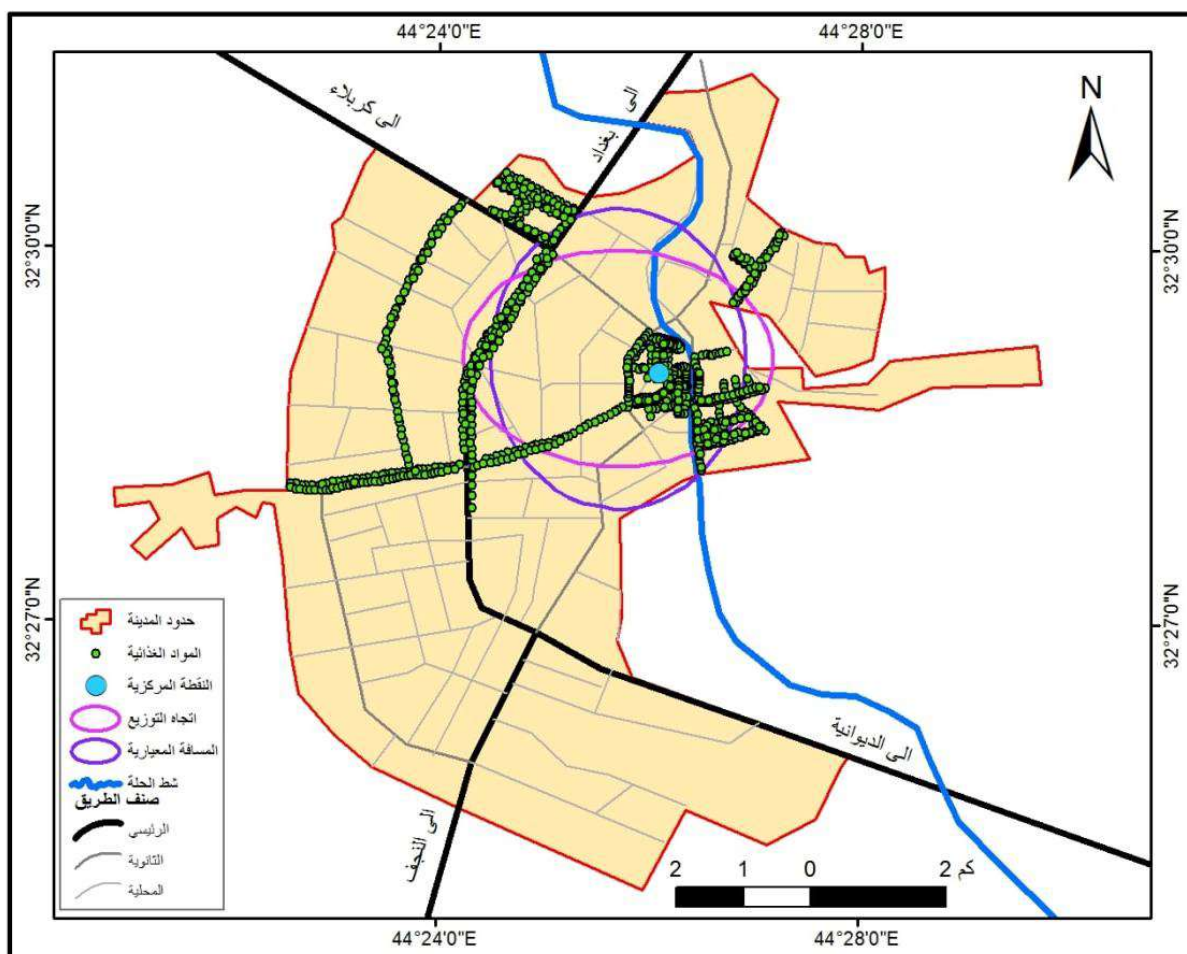 44°24'0"E
44°28'0"E
N
الى كربلاء
الى بغداد
32°30'0"N
32°30'0"N
32°27'0"N
32°27'0"N
حدود المدينة
المواد الغذائية
النقطة المركزية
اتجاه التوزيع
المسافة المعيارية
شط الحلة
صنف الطريق
الرئيسي
الثانوية
المحلية
الى الديوانية
الى النجف
2 1 0 2 كم
44°24'0"E
44°28'0"E